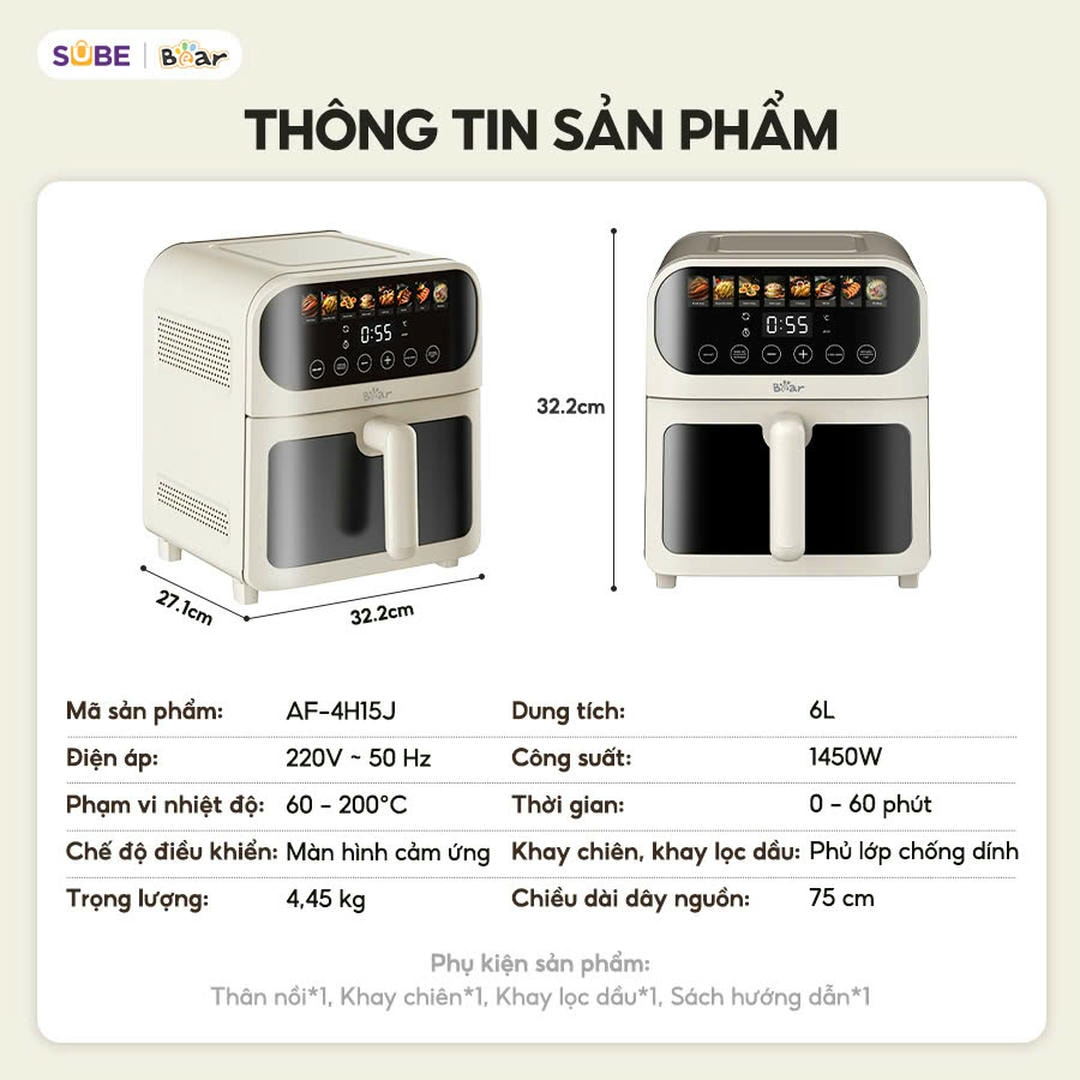 SUBE | Bear
THÔNG TIN SẢN PHẨM
0:55
°C
Bear
27.1cm
32.2cm
32.2cm
0:55
°C
Bear
Mã sản phẩm: AF-4H15J
Dung tích: 6L
Điện áp: 220V ~ 50 Hz
Công suất: 1450W
Phạm vi nhiệt độ: 60 - 200°C
Thời gian: 0 - 60 phút
Chế độ điều khiển: Màn hình cảm ứng
Khay chiên, khay lọc dầu: Phủ lớp chống dính
Trọng lượng: 4,45 kg
Chiều dài dây nguồn: 75 cm
Phụ kiện sản phẩm:
Thân nồi*1, Khay chiên*1, Khay lọc dầu*1, Sách hướng dẫn*1